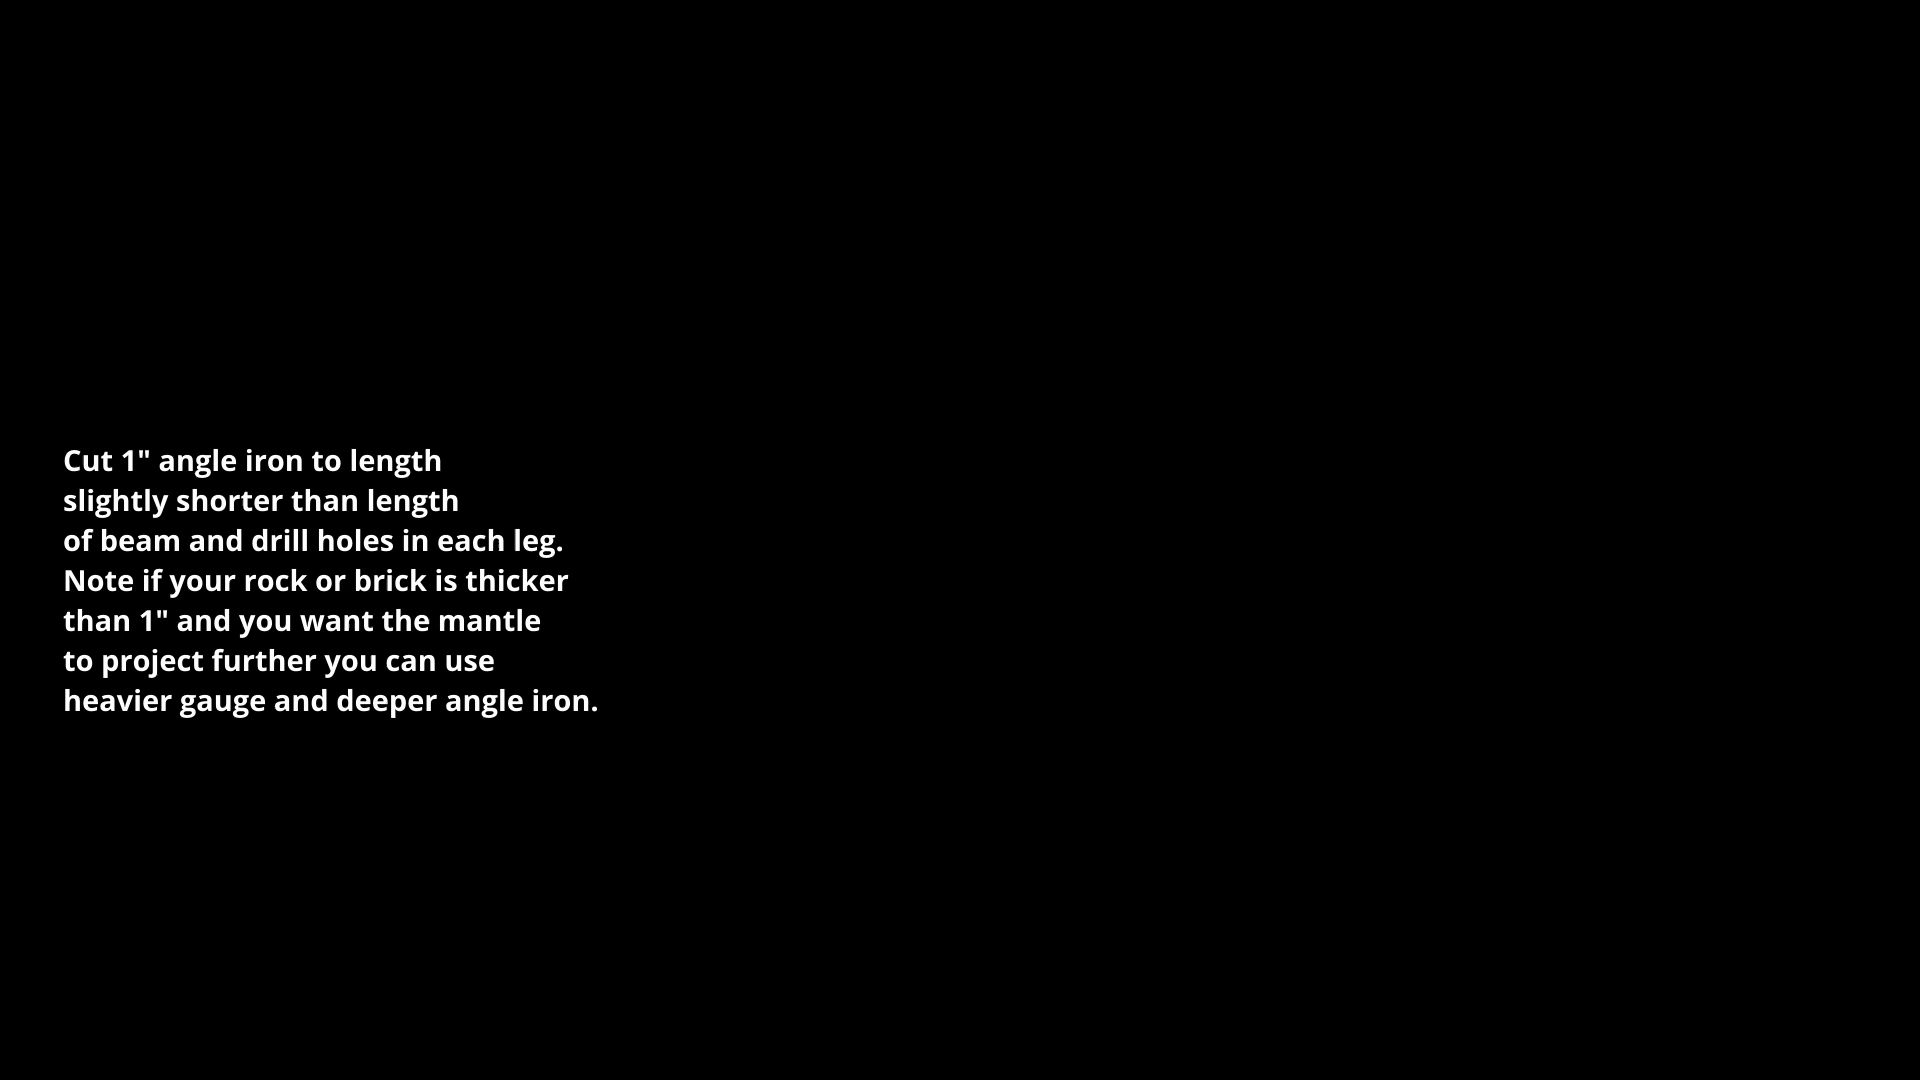 Cut 1" angle iron to length
slightly shorter than length
of beam and drill holes in each leg.
Note if your rock or brick is thicker
than 1" and you want the mantle
to project further you can use
heavier gauge and deeper angle iron.